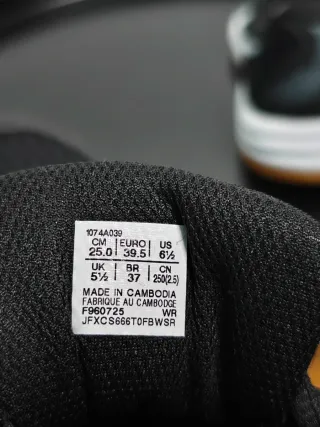 1074A039
CM | EURO | US
25.0 | 39.5 | 6½
UK | BR | CN
5½ | 37 | 250(2.5)
MADE IN CAMBODIA
FABRIQUE AU CAMBODGE
F960725 WR
JFXCS666T0FBWSR